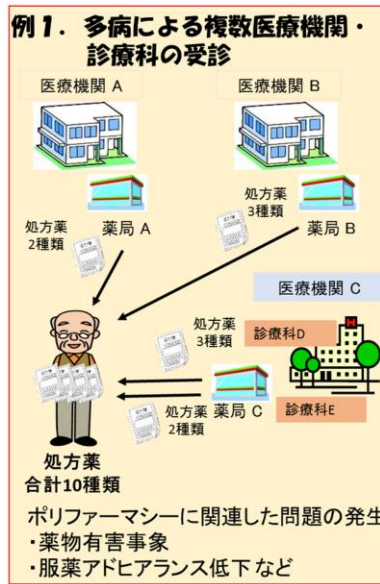 例1．多病による複数医療機関・
診療科の受診
医療機関 A
医療機関 B
処方薬
2種類
薬局 A
処方薬
3種類
薬局 B
医療機関 C
処方薬
3種類
診療科D
H
処方薬
2種類
薬局 C
診療科E
処方薬
合計10種類
ポリファーマシーに関連した問題の発生
・薬物有害事象
・服薬アドヒアランス低下など